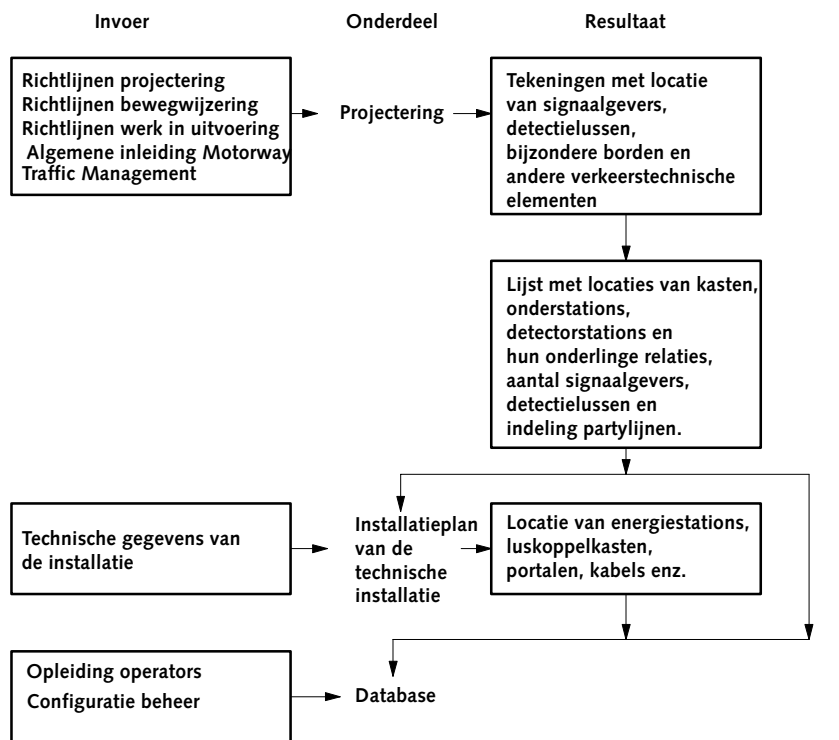 Invoer
Onderdeel
Resultaat
Richtlijnen projectering
Richtlijnen bewegwijzering
Richtlijnen werk in uitvoering
Algemene inleiding Motorway
Traffic Management
Projectering
Tekeningen met locatie
van signaalgevers,
detectielussen,
bijzondere borden en
andere verkeerstechnische
elementen
Lijst met locaties van kasten,
onderstations,
detectorstations en
hun onderlinge relaties,
aantal signaalgevers,
detectielussen en
indeling partylijnen.
Technische gegevens van
de installatie
Installatieplan
van de
technische
installatie
Locatie van energiestations,
luskoppelkasten,
portalen, kabels enz.
Opleiding operators
Configuratie beheer
Database